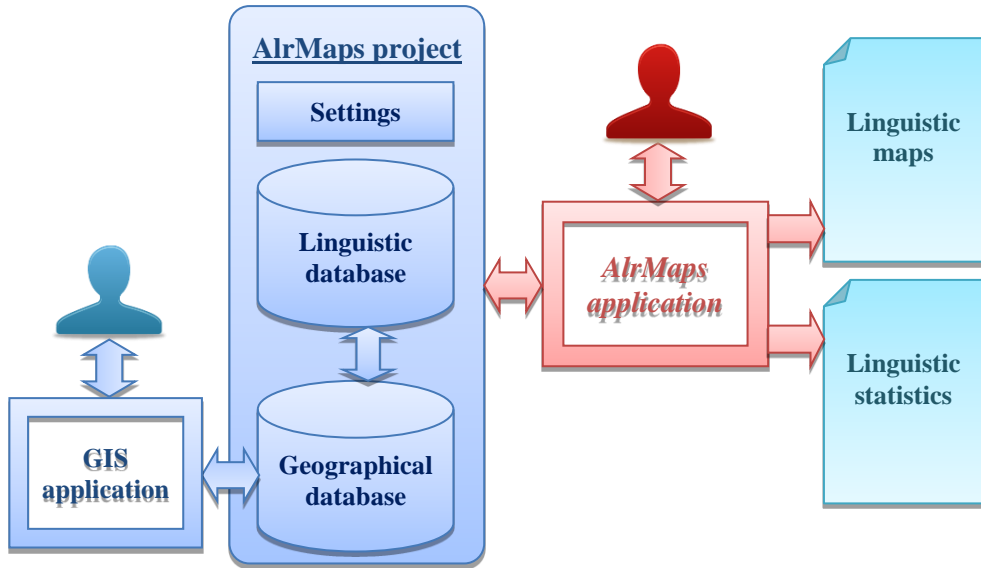 AlrMaps project
Settings
Linguistic
database
Geographical
database
GIS
application
AlrMaps
application
Linguistic
maps
Linguistic
statistics